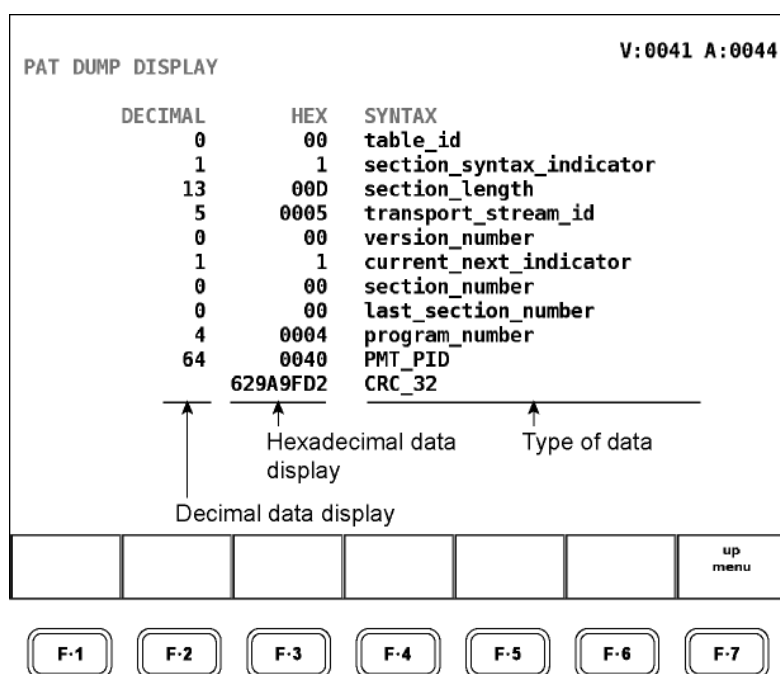 V:0041 A:0044
PAT DUMP DISPLAY
DECIMAL HEX SYNTAX
0 00 table_id
1 1 section_syntax_indicator
13 00D section_length
5 0005 transport_stream_id
0 00 version_number
1 1 current_next_indicator
0 00 section_number
0 00 last_section_number
4 0004 program_number
64 0040 PMT_PID
629A9FD2 CRC_32
Hexadecimal data
display
Type of data
Decimal data display
up
menu
F·1 F·2 F·3 F·4 F·5 F·6 F·7